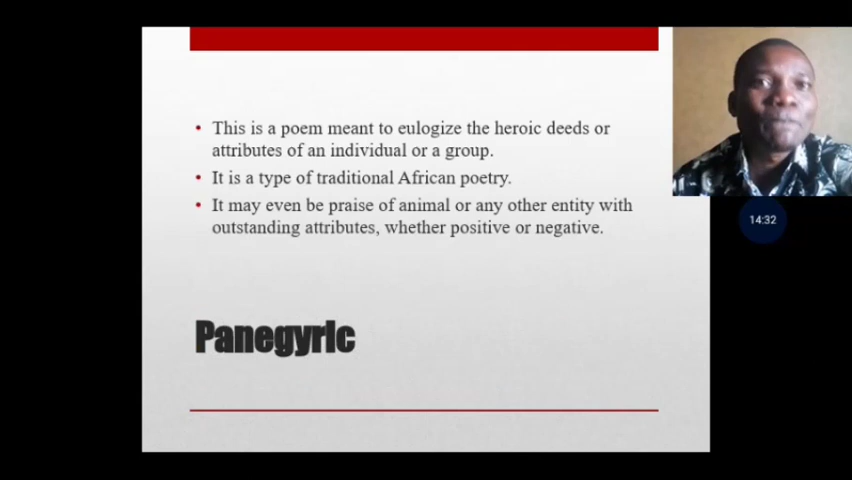 • This is a poem meant to eulogize the heroic deeds or
attributes of an individual or a group.
• It is a type of traditional African poetry.
• It may even be praise of animal or any other entity with
outstanding attributes, whether positive or negative.
Panegyric
14:32